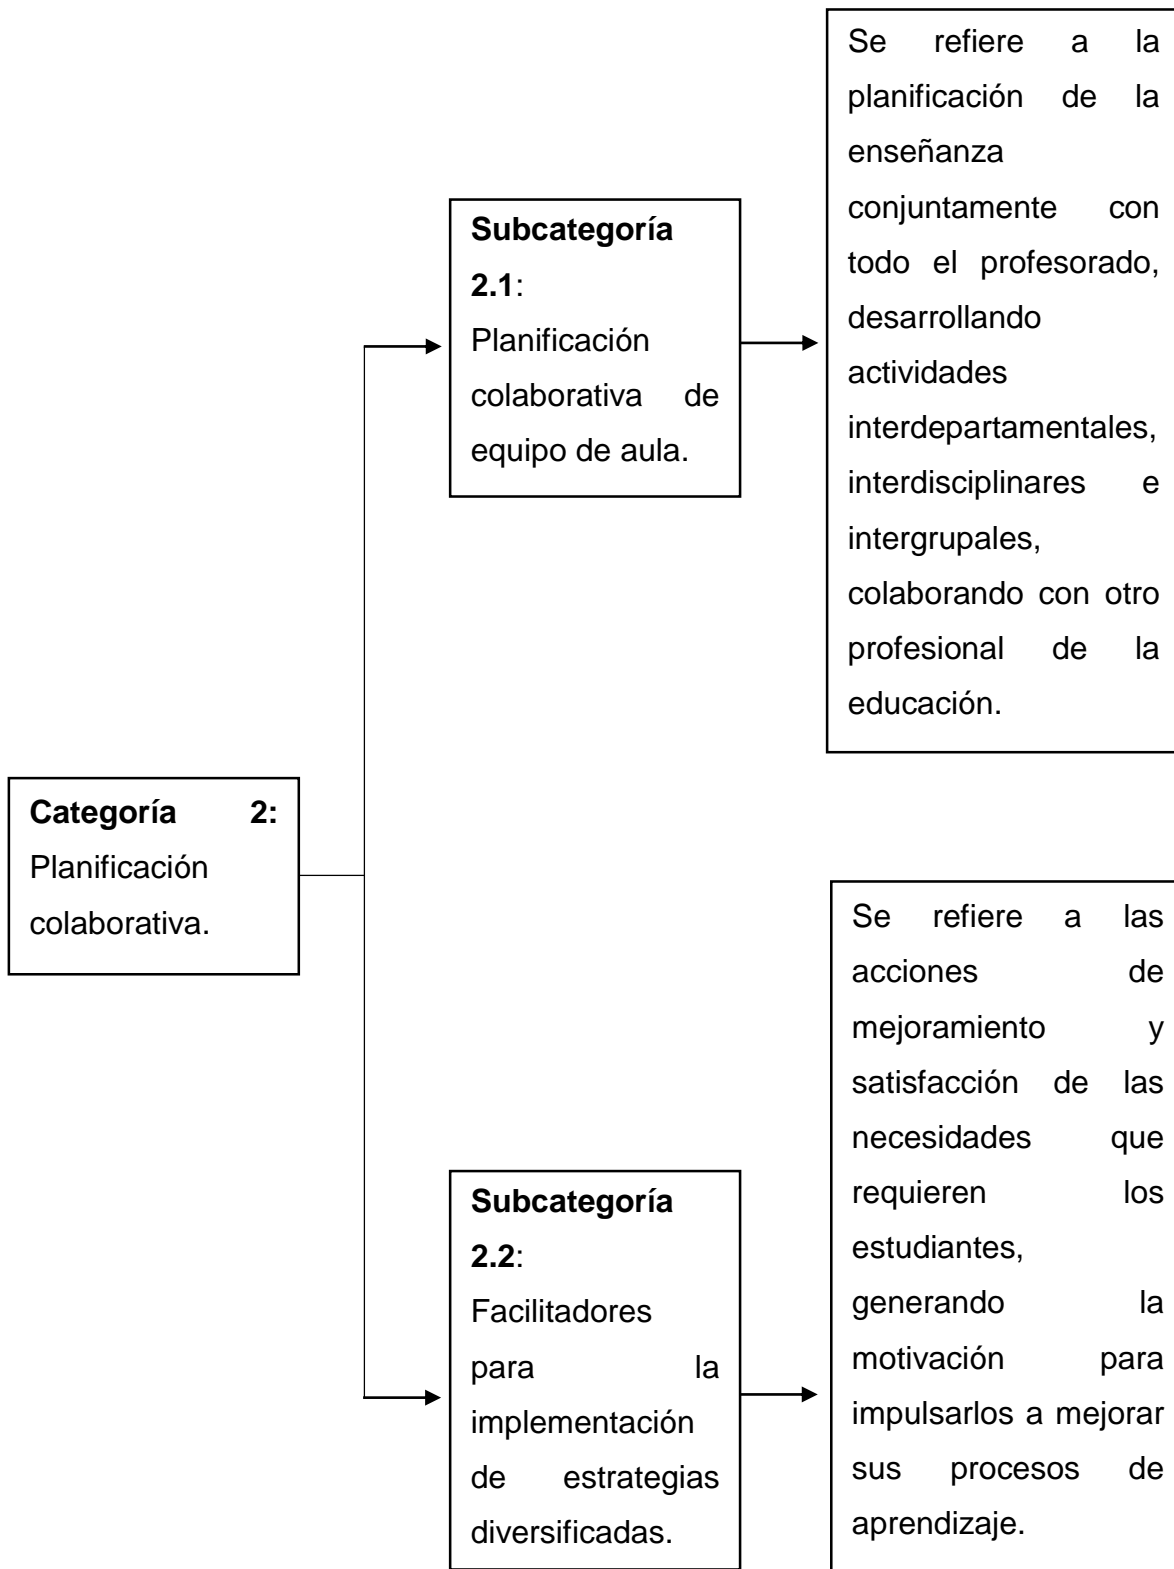 Categoría 2:
Planificación
colaborativa.
Subcategoría
2.1:
Planificación
colaborativa de
equipo de aula.
Se refiere a la
planificación de la
enseñanza
conjuntamente con
todo el profesorado,
desarrollando
actividades
interdepartamentales,
interdisciplinares e
intergrupales,
colaborando con otro
profesional de la
educación.
Subcategoría
2.2:
Facilitadores
para la
implementación
de estrategias
diversificadas.
Se refiere a las
acciones de
mejoramiento y
satisfacción de las
necesidades que
requieren los
estudiantes,
generando la
motivación para
impulsarlos a mejorar
sus procesos de
aprendizaje.